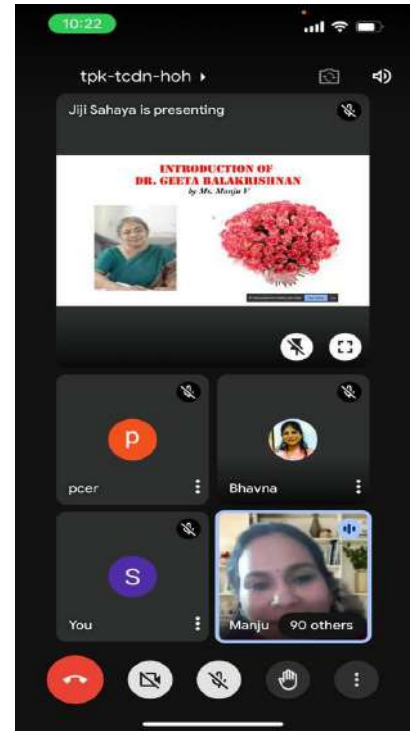 10:22
tpk-tcdn-hoh
Jiji Sahaya is presenting
INTRODUCTION OF
DR. GEETA BALAKRISHNAN
by Ms. Manju V
p
pcer
Bhavna
S
You
Manju
90 others